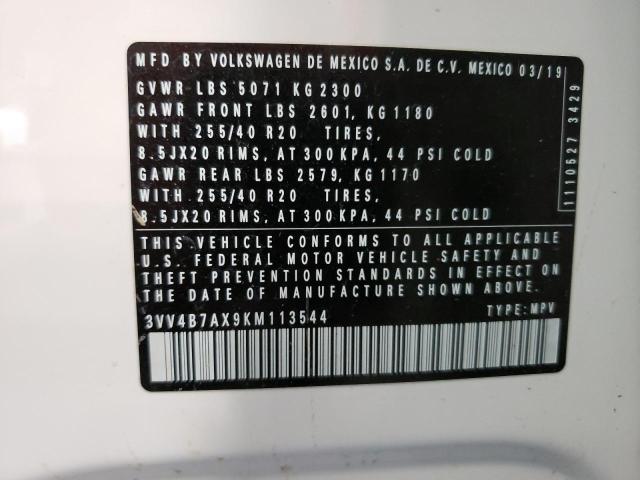 MFD BY VOLKSWAGEN DE MEXICO S.A. DE C.V. MEXICO 03/19
GVWR LBS 5071 KG 2300
GAWR FRONT LBS 2601, KG 1180
WITH 255/40 R20 TIRES,
8.5JX20 RIMS, AT 300 KPA, 44 PSI COLD
GAWR REAR LBS 2579, KG 1170
WITH 255/40 R20 TIRES,
8.5JX20 RIMS, AT 300 KPA, 44 PSI COLD
1110527 3429
THIS VEHICLE CONFORMS TO ALL APPLICABLE
U.S. FEDERAL MOTOR VEHICLE SAFETY AND
THEFT PREVENTION STANDARDS IN EFFECT ON
THE DATE OF MANUFACTURE SHOWN ABOVE.
3VV4B7AX9KM113544 TYPE: MPV